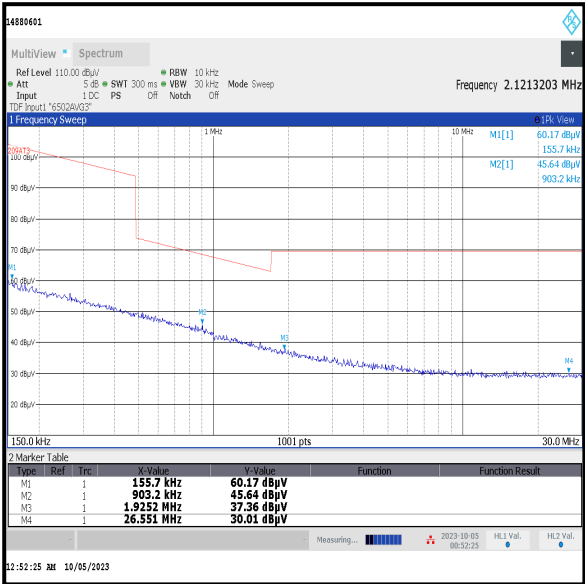 14880601
MultiView Spectrum
Ref Level 110.00 dBµV RBW 10 kHz
Att 5 dB SWT 300 ms VBW 30 kHz Mode Sweep Frequency 2.1213203 MHz
Input 1 DC PS Off Notch Off
TDF Input1 "6502AVG3"
1 Frequency Sweep 1Pk View
1 MHz 10 MHz M1[1] 60.17 dBµV
155.7 kHz
209AT3
100 dBµV
M2[1] 45.64 dBµV
903.2 kHz
90 dBµV
80 dBµV
70 dBµV
M1
60 dBµV
50 dBµV
M2
40 dBµV
M3
M4
30 dBµV
20 dBµV
150.0 kHz 1001 pts 30.0 MHz
2 Marker Table
Type Ref Trc X-Value Y-Value Function Function Result
M1 1 155.7 kHz 60.17 dBµV
M2 1 903.2 kHz 45.64 dBµV
M3 1 1.9252 MHz 37.36 dBµV
M4 1 26.551 MHz 30.01 dBµV
Measuring... 2023-10-05 HL1 Val. HL2 Val.
00:52:25
12:52:25 AM 10/05/2023